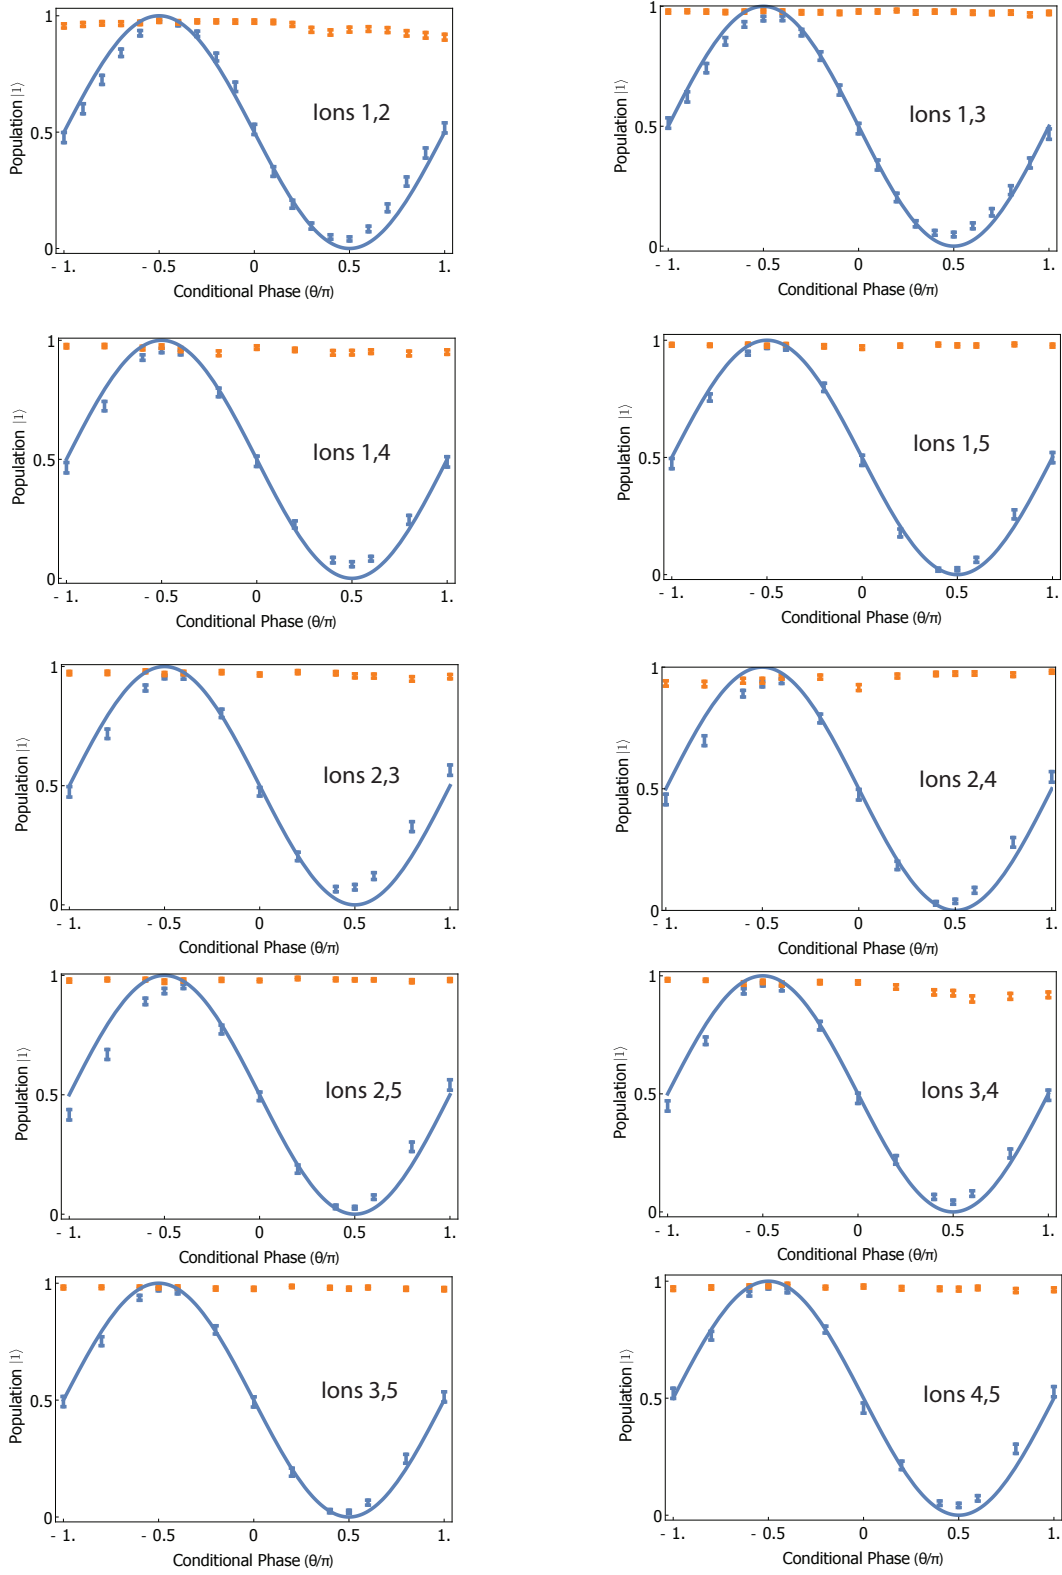 1
0.5
0
Population |1⟩
Ions 1,2
- 1. - 0.5 0 0.5 1.
Conditional Phase (θ/π)
1
0.5
0
Population |1⟩
Ions 1,3
- 1. - 0.5 0 0.5 1.
Conditional Phase (θ/π)
1
0.5
0
Population |1⟩
Ions 1,4
- 1. - 0.5 0 0.5 1.
Conditional Phase (θ/π)
1
0.5
0
Population |1⟩
Ions 1,5
- 1. - 0.5 0 0.5 1.
Conditional Phase (θ/π)
1
0.5
0
Population |1⟩
Ions 2,3
- 1. - 0.5 0 0.5 1.
Conditional Phase (θ/π)
1
0.5
0
Population |1⟩
Ions 2,4
- 1. - 0.5 0 0.5 1.
Conditional Phase (θ/π)
1
0.5
0
Population |1⟩
Ions 2,5
- 1. - 0.5 0 0.5 1.
Conditional Phase (θ/π)
1
0.5
0
Population |1⟩
Ions 3,4
- 1. - 0.5 0 0.5 1.
Conditional Phase (θ/π)
1
0.5
0
Population |1⟩
Ions 3,5
- 1. - 0.5 0 0.5 1.
Conditional Phase (θ/π)
1
0.5
0
Population |1⟩
Ions 4,5
- 1. - 0.5 0 0.5 1.
Conditional Phase (θ/π)